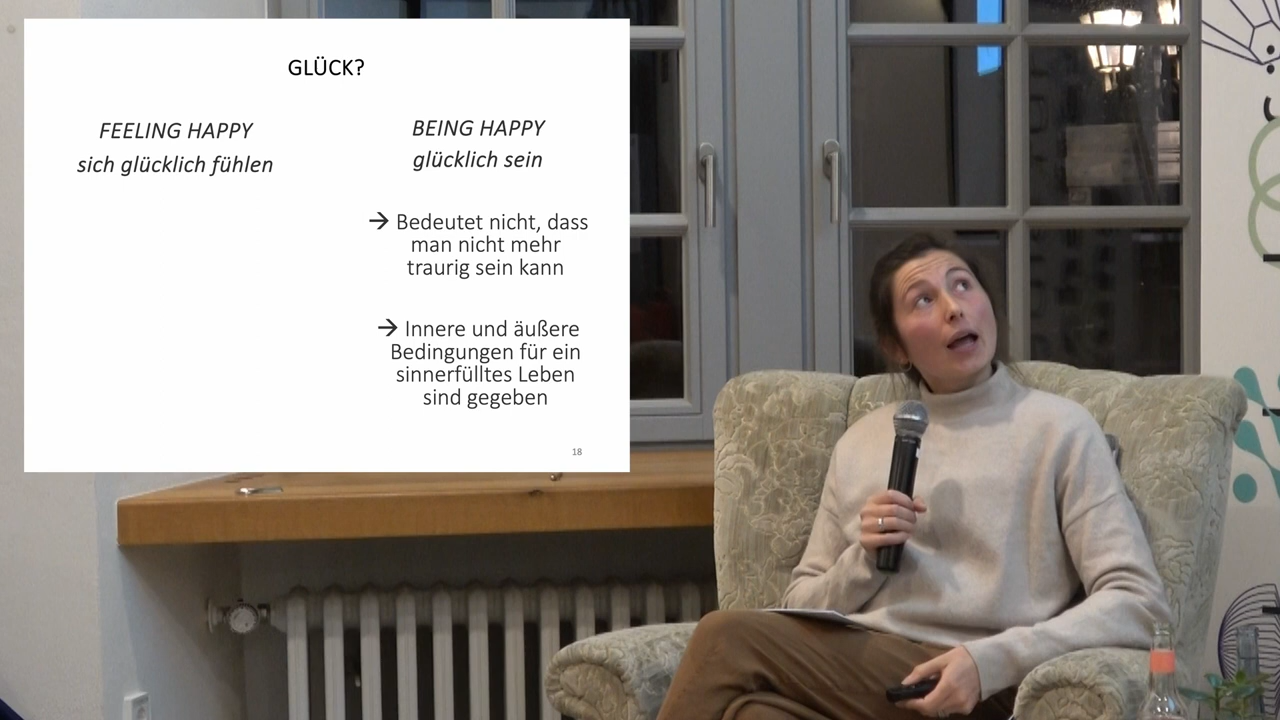 GLÜCK?
FEELING HAPPY
sich glücklich fühlen
BEING HAPPY
glücklich sein
→ Bedeutet nicht, dass
man nicht mehr
traurig sein kann
→ Innere und äußere
Bedingungen für ein
sinnerfülltes Leben
sind gegeben
18